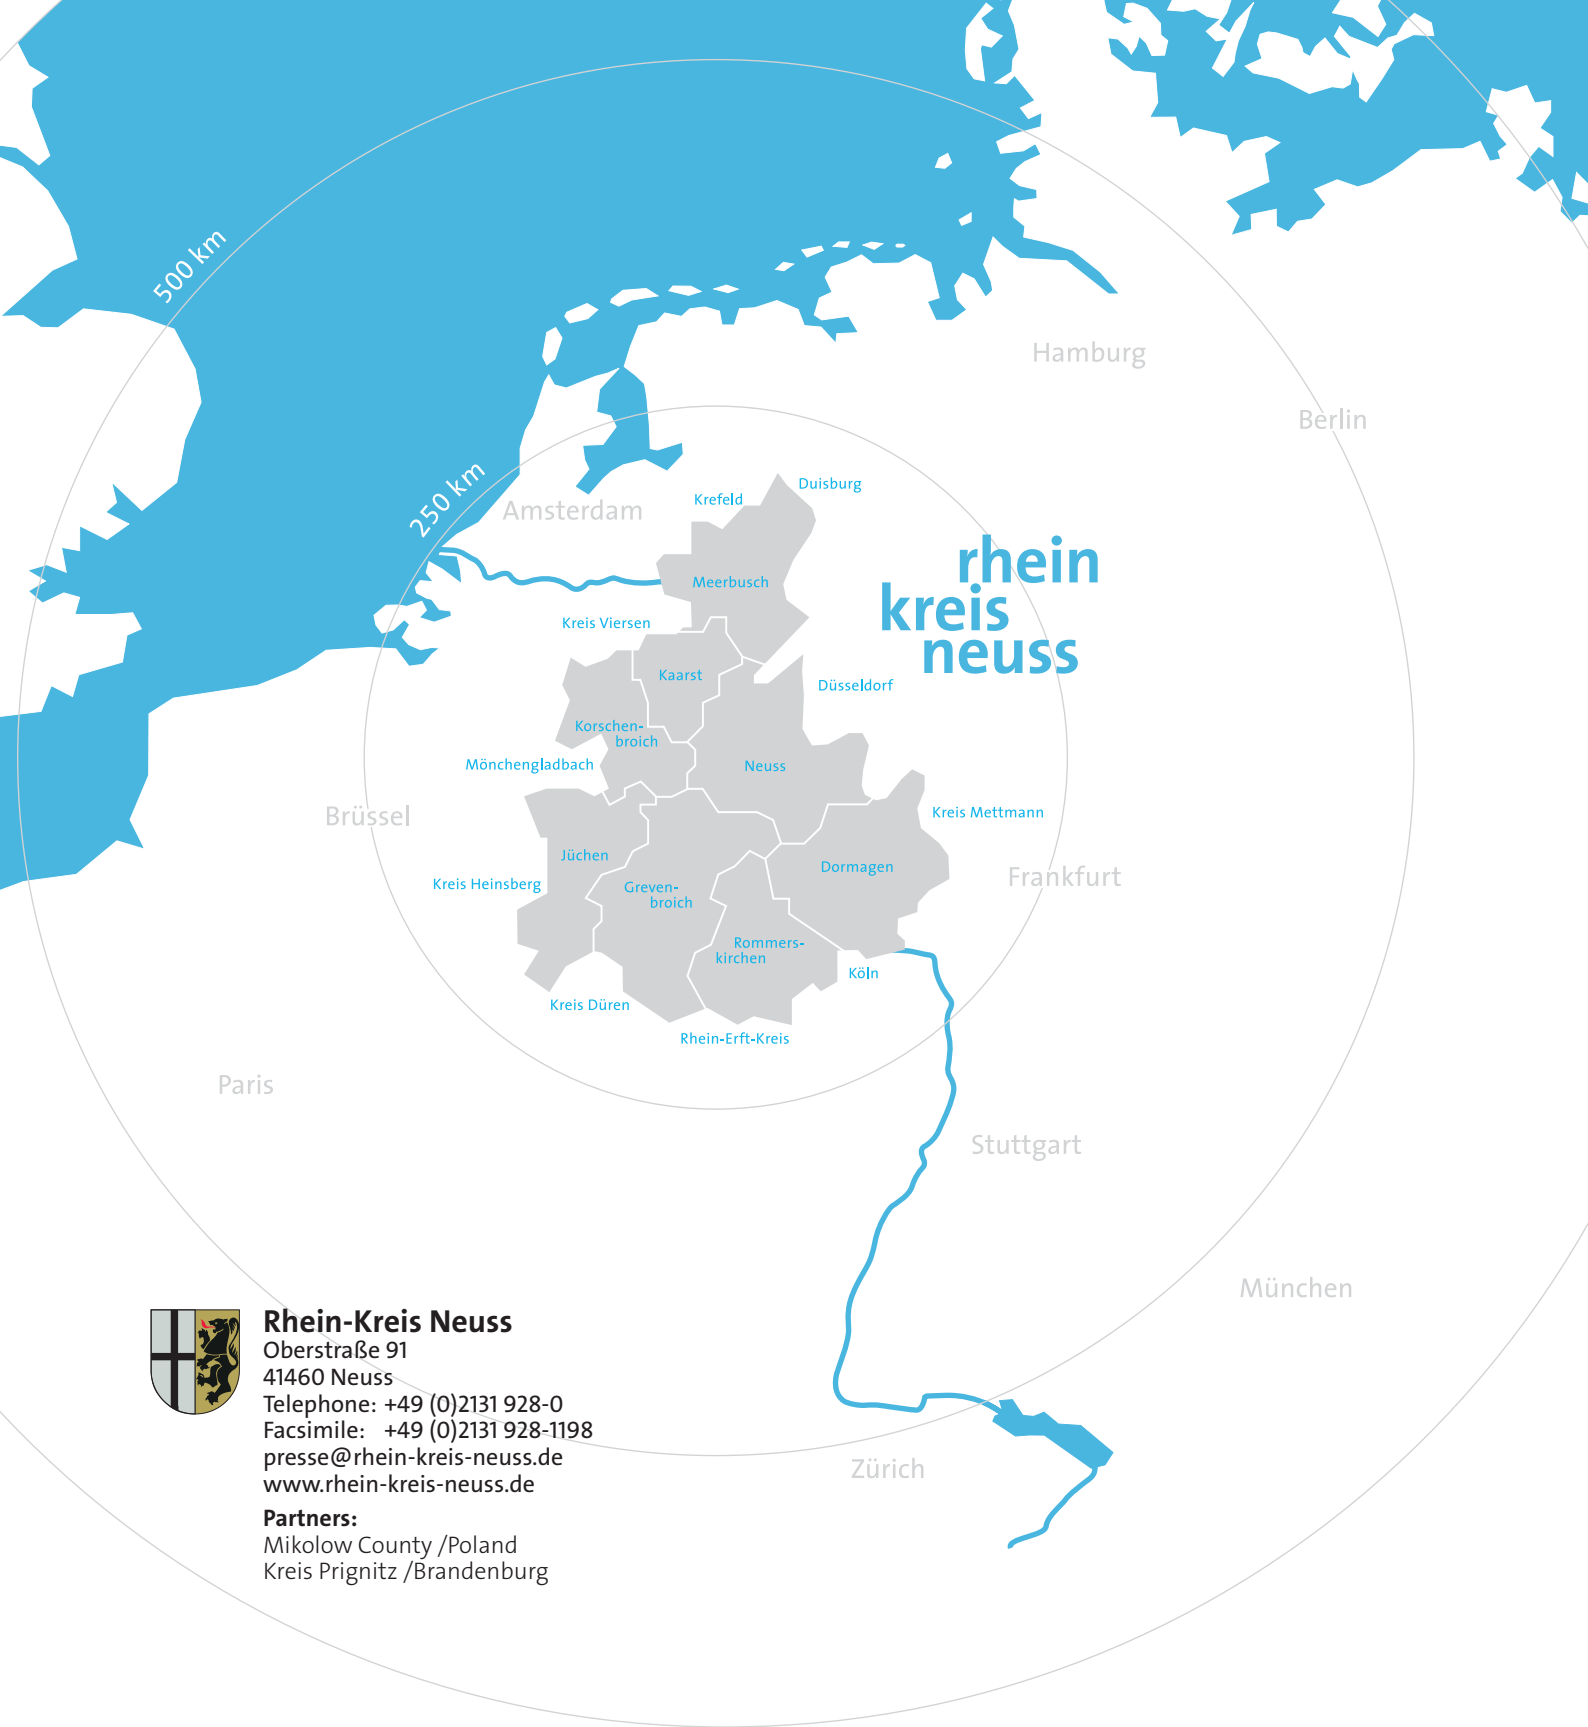 500 km
Hamburg
Berlin
250 km
Amsterdam
Krefeld
Duisburg
rhein
kreis
neuss
Meerbusch
Kreis Viersen
Kaarst
Düsseldorf
Korschen-
broich
Mönchengladbach
Neuss
Brüssel
Kreis Mettmann
Jüchen
Dormagen
Frankfurt
Kreis Heinsberg
Greven-
broich
Rommers-
kirchen
Köln
Kreis Düren
Rhein-Erft-Kreis
Paris
Stuttgart
München
Rhein-Kreis Neuss
Oberstraße 91
41460 Neuss
Telephone: +49 (0)2131 928-0
Facsimile: +49 (0)2131 928-1198
presse@rhein-kreis-neuss.de
www.rhein-kreis-neuss.de
Zürich
Partners:
Mikolow County /Poland
Kreis Prignitz /Brandenburg